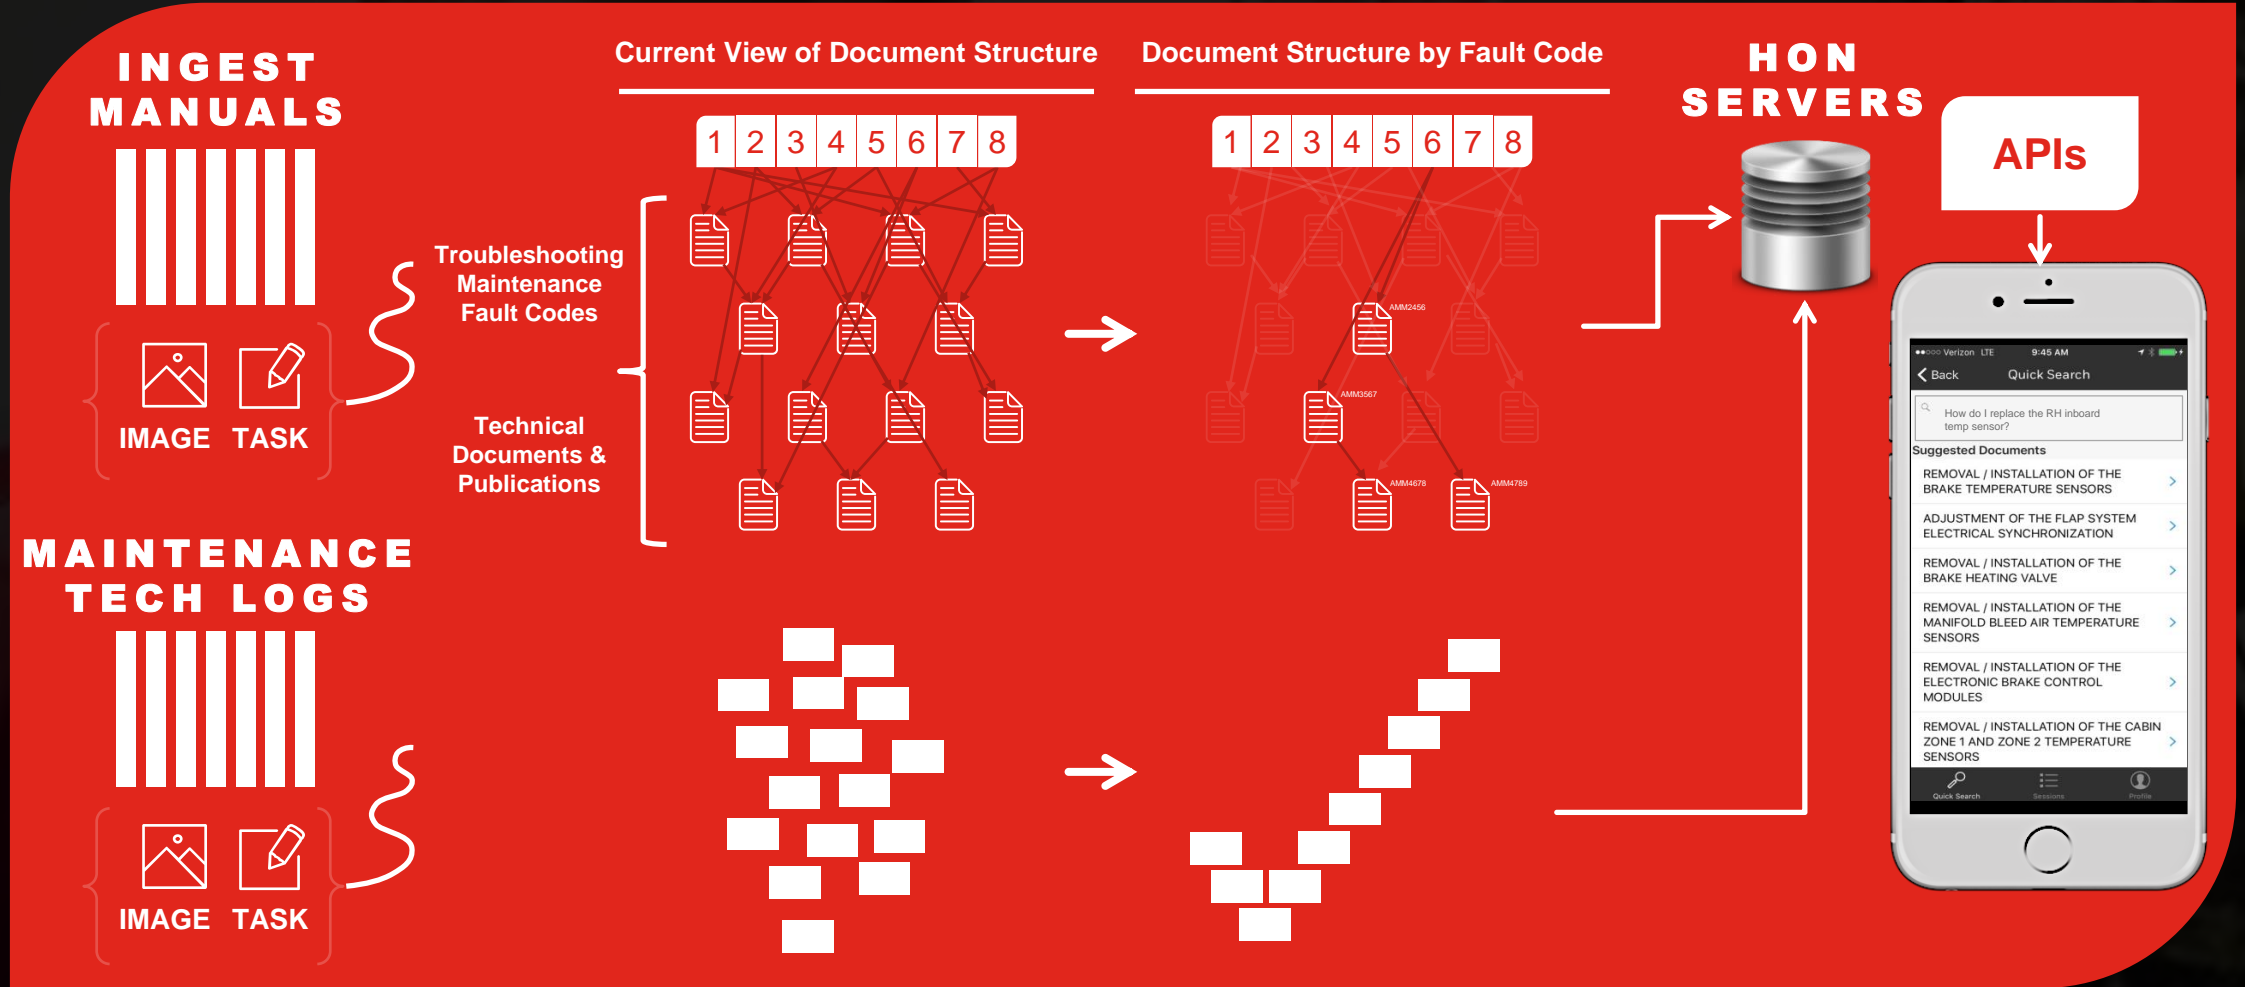 INGEST
MANUALS
IMAGE TASK
MAINTENANCE
TECH LOGS
IMAGE TASK
Troubleshooting
Maintenance
Fault Codes
Technical
Documents &
Publications
Current View of Document Structure
1 2 3 4 5 6 7 8
Document Structure by Fault Code
1 2 3 4 5 6 7 8
AMM2456
AMM3567
AMM4678
AMM4789
HON
SERVERS
APIs
Verizon LTE 9:45 AM
Back Quick Search
How do I replace the RH inboard
temp sensor?
Suggested Documents
REMOVAL / INSTALLATION OF THE
BRAKE TEMPERATURE SENSORS
ADJUSTMENT OF THE FLAP SYSTEM
ELECTRICAL SYNCHRONIZATION
REMOVAL / INSTALLATION OF THE
BRAKE HEATING VALVE
REMOVAL / INSTALLATION OF THE
MANIFOLD BLEED AIR TEMPERATURE
SENSORS
REMOVAL / INSTALLATION OF THE
ELECTRONIC BRAKE CONTROL
MODULES
REMOVAL / INSTALLATION OF THE CABIN
ZONE 1 AND ZONE 2 TEMPERATURE
SENSORS
Quick Search Sessions Profile